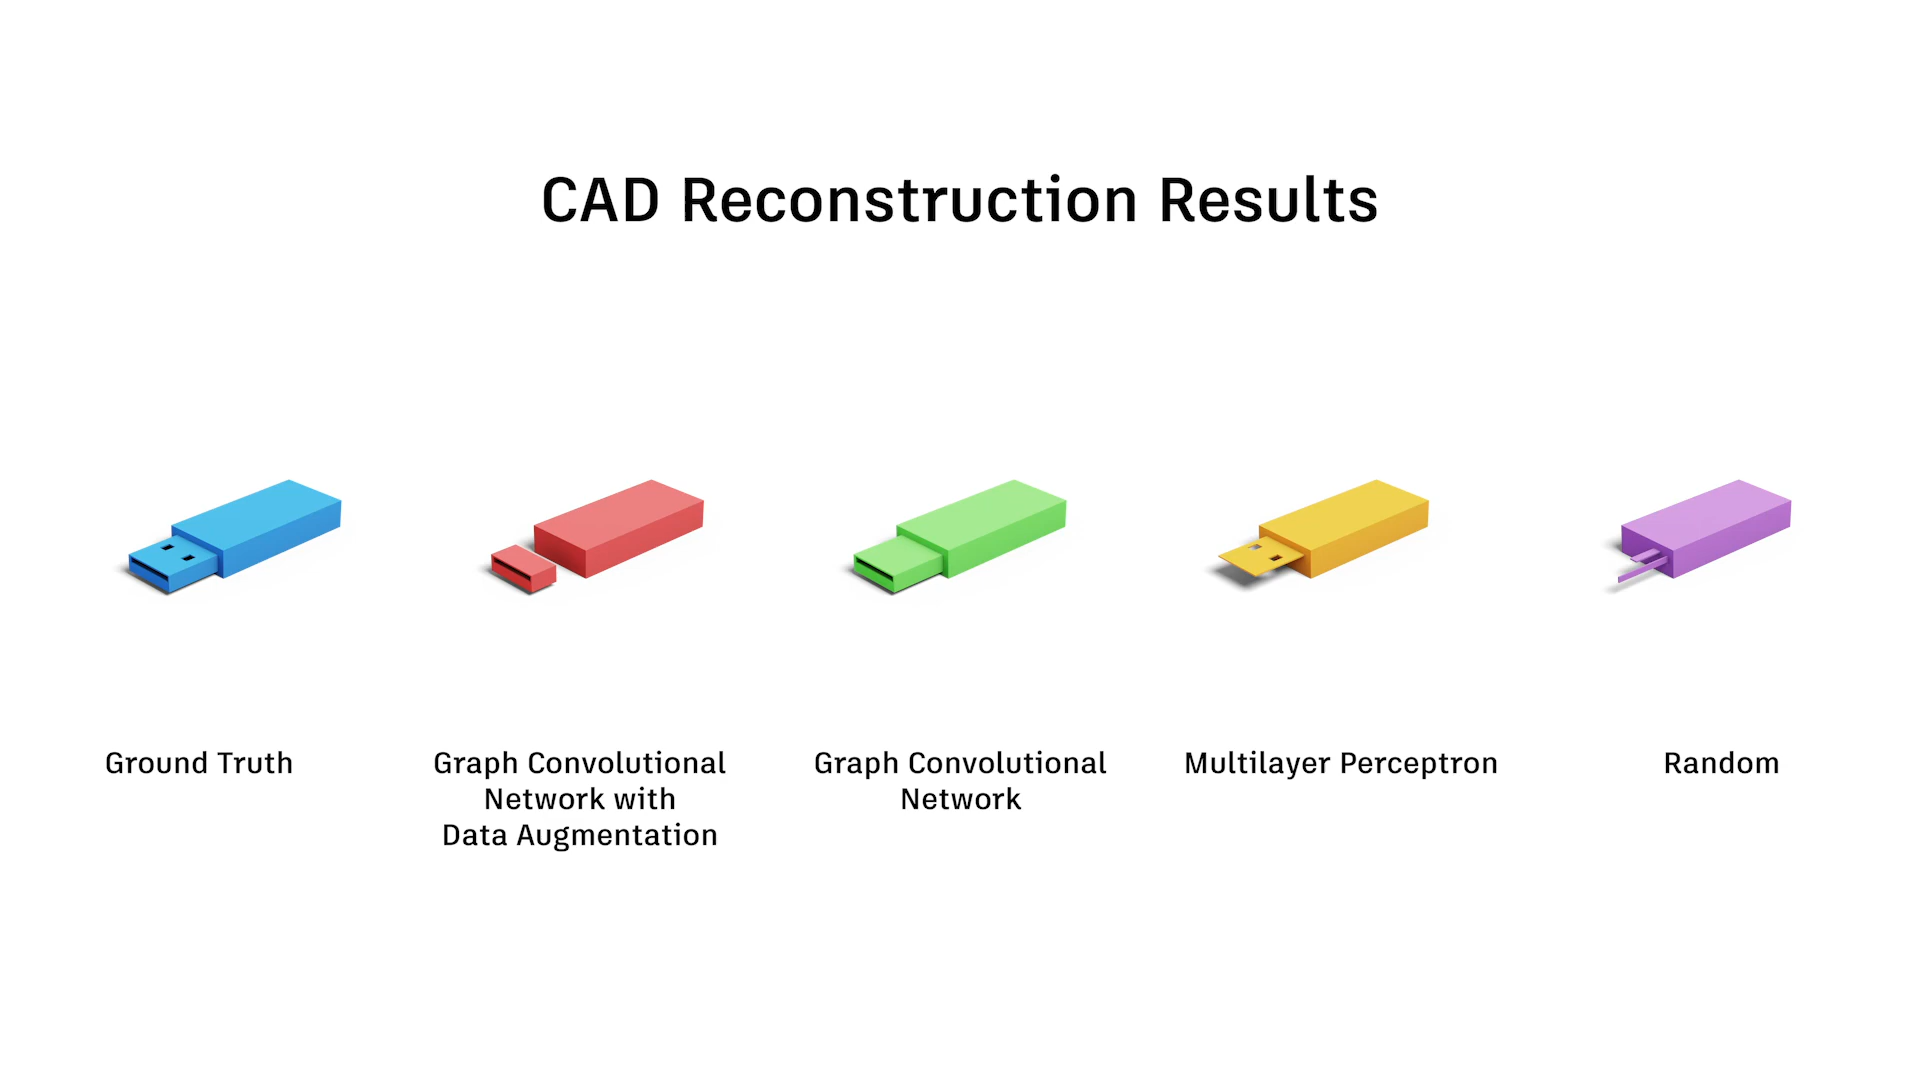 CAD Reconstruction Results
Ground Truth
Graph Convolutional
Network with
Data Augmentation
Graph Convolutional
Network
Multilayer Perceptron
Random